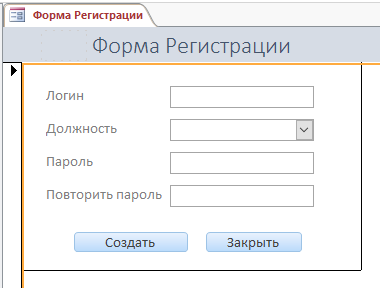 Форма Регистрации
Форма Регистрации
Логин
Должность
Пароль
Повторить пароль
Создать Закрыть